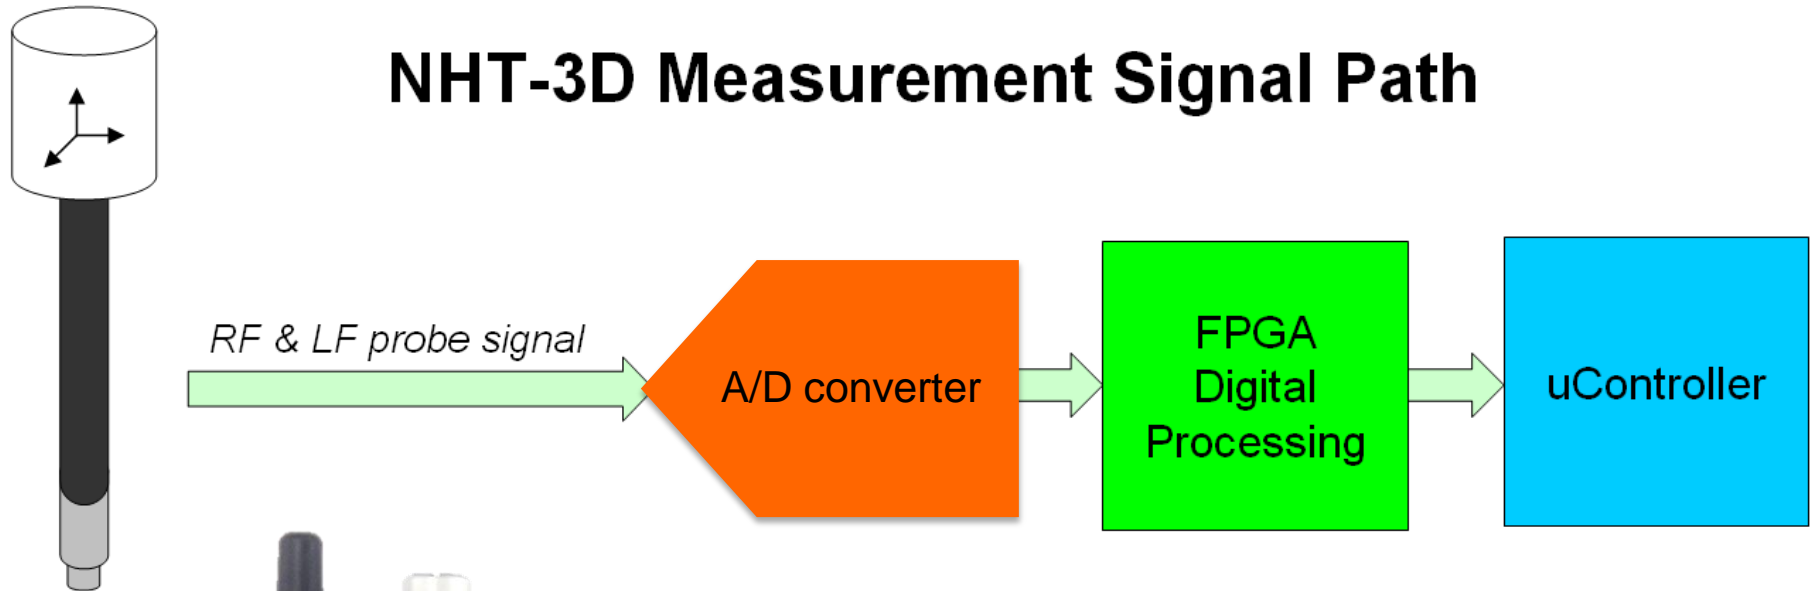 NHT-3D Measurement Signal Path
RF & LF probe signal
A/D converter
FPGA
Digital
Processing
uController